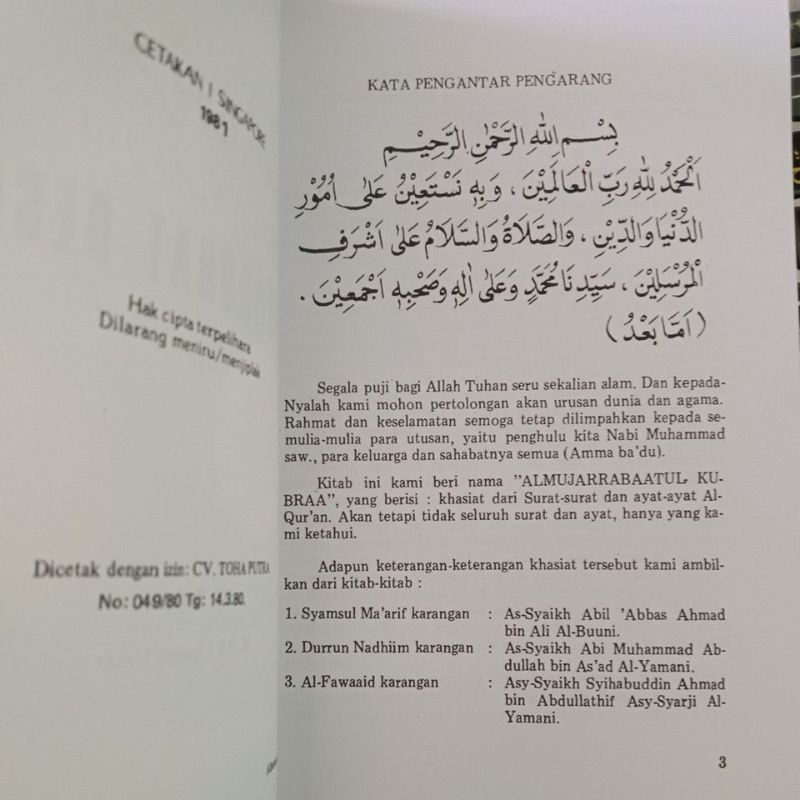 CETAKAN I SINGAPORE
1981
Hak cipta terpelihara
Dilarang meniru/menjiplak
Dicetak dengan izin: CV. TOHA PUTRA
No: 049/80 Tg: 14.3.80.
KATA PENGANTAR PENGARANG
بِسْمِ اللهِ الرَّحْمٰنِ الرَّحِيْمِ
اَلْحَمْدُ لِلّٰهِ رَبِّ الْعَالَمِيْنَ ، وَبِهٖ نَسْتَعِيْنُ عَلٰى اُمُوْرِ
الدُّنْيَا وَالدِّيْنِ ، وَالصَّلَاةُ وَالسَّلَامُ عَلٰى اَشْرَفِ
الْمُرْسَلِيْنَ ، سَيِّدِنَا مُحَمَّدٍ وَعَلٰى اٰلِهٖ وَصَحْبِهٖ اَجْمَعِيْنَ .
( اَمَّا بَعْدُ )
Segala puji bagi Allah Tuhan seru sekalian alam. Dan kepada-
Nyalah kami mohon pertolongan akan urusan dunia dan agama.
Rahmat dan keselamatan semoga tetap dilimpahkan kepada se-
mulia-mulia para utusan, yaitu penghulu kita Nabi Muhammad
saw., para keluarga dan sahabatnya semua (Amma ba'du).
Kitab ini kami beri nama "ALMUJARRABAATUL KU-
BRAA", yang berisi : khasiat dari Surat-surat dan ayat-ayat Al-
Qur'an. Akan tetapi tidak seluruh surat dan ayat, hanya yang ka-
mi ketahui.
Adapun keterangan-keterangan khasiat tersebut kami ambil-
kan dari kitab-kitab :
1. Syamsul Ma'arif karangan : As-Syaikh Abil 'Abbas Ahmad
bin Ali Al-Buuni.
2. Durrun Nadhiim karangan : As-Syaikh Abi Muhammad Ab-
dullah bin As'ad Al-Yamani.
3. Al-Fawaaid karangan : Asy-Syaikh Syihabuddin Ahmad
bin Abdullathif Asy-Syarji Al-
Yamani.
3